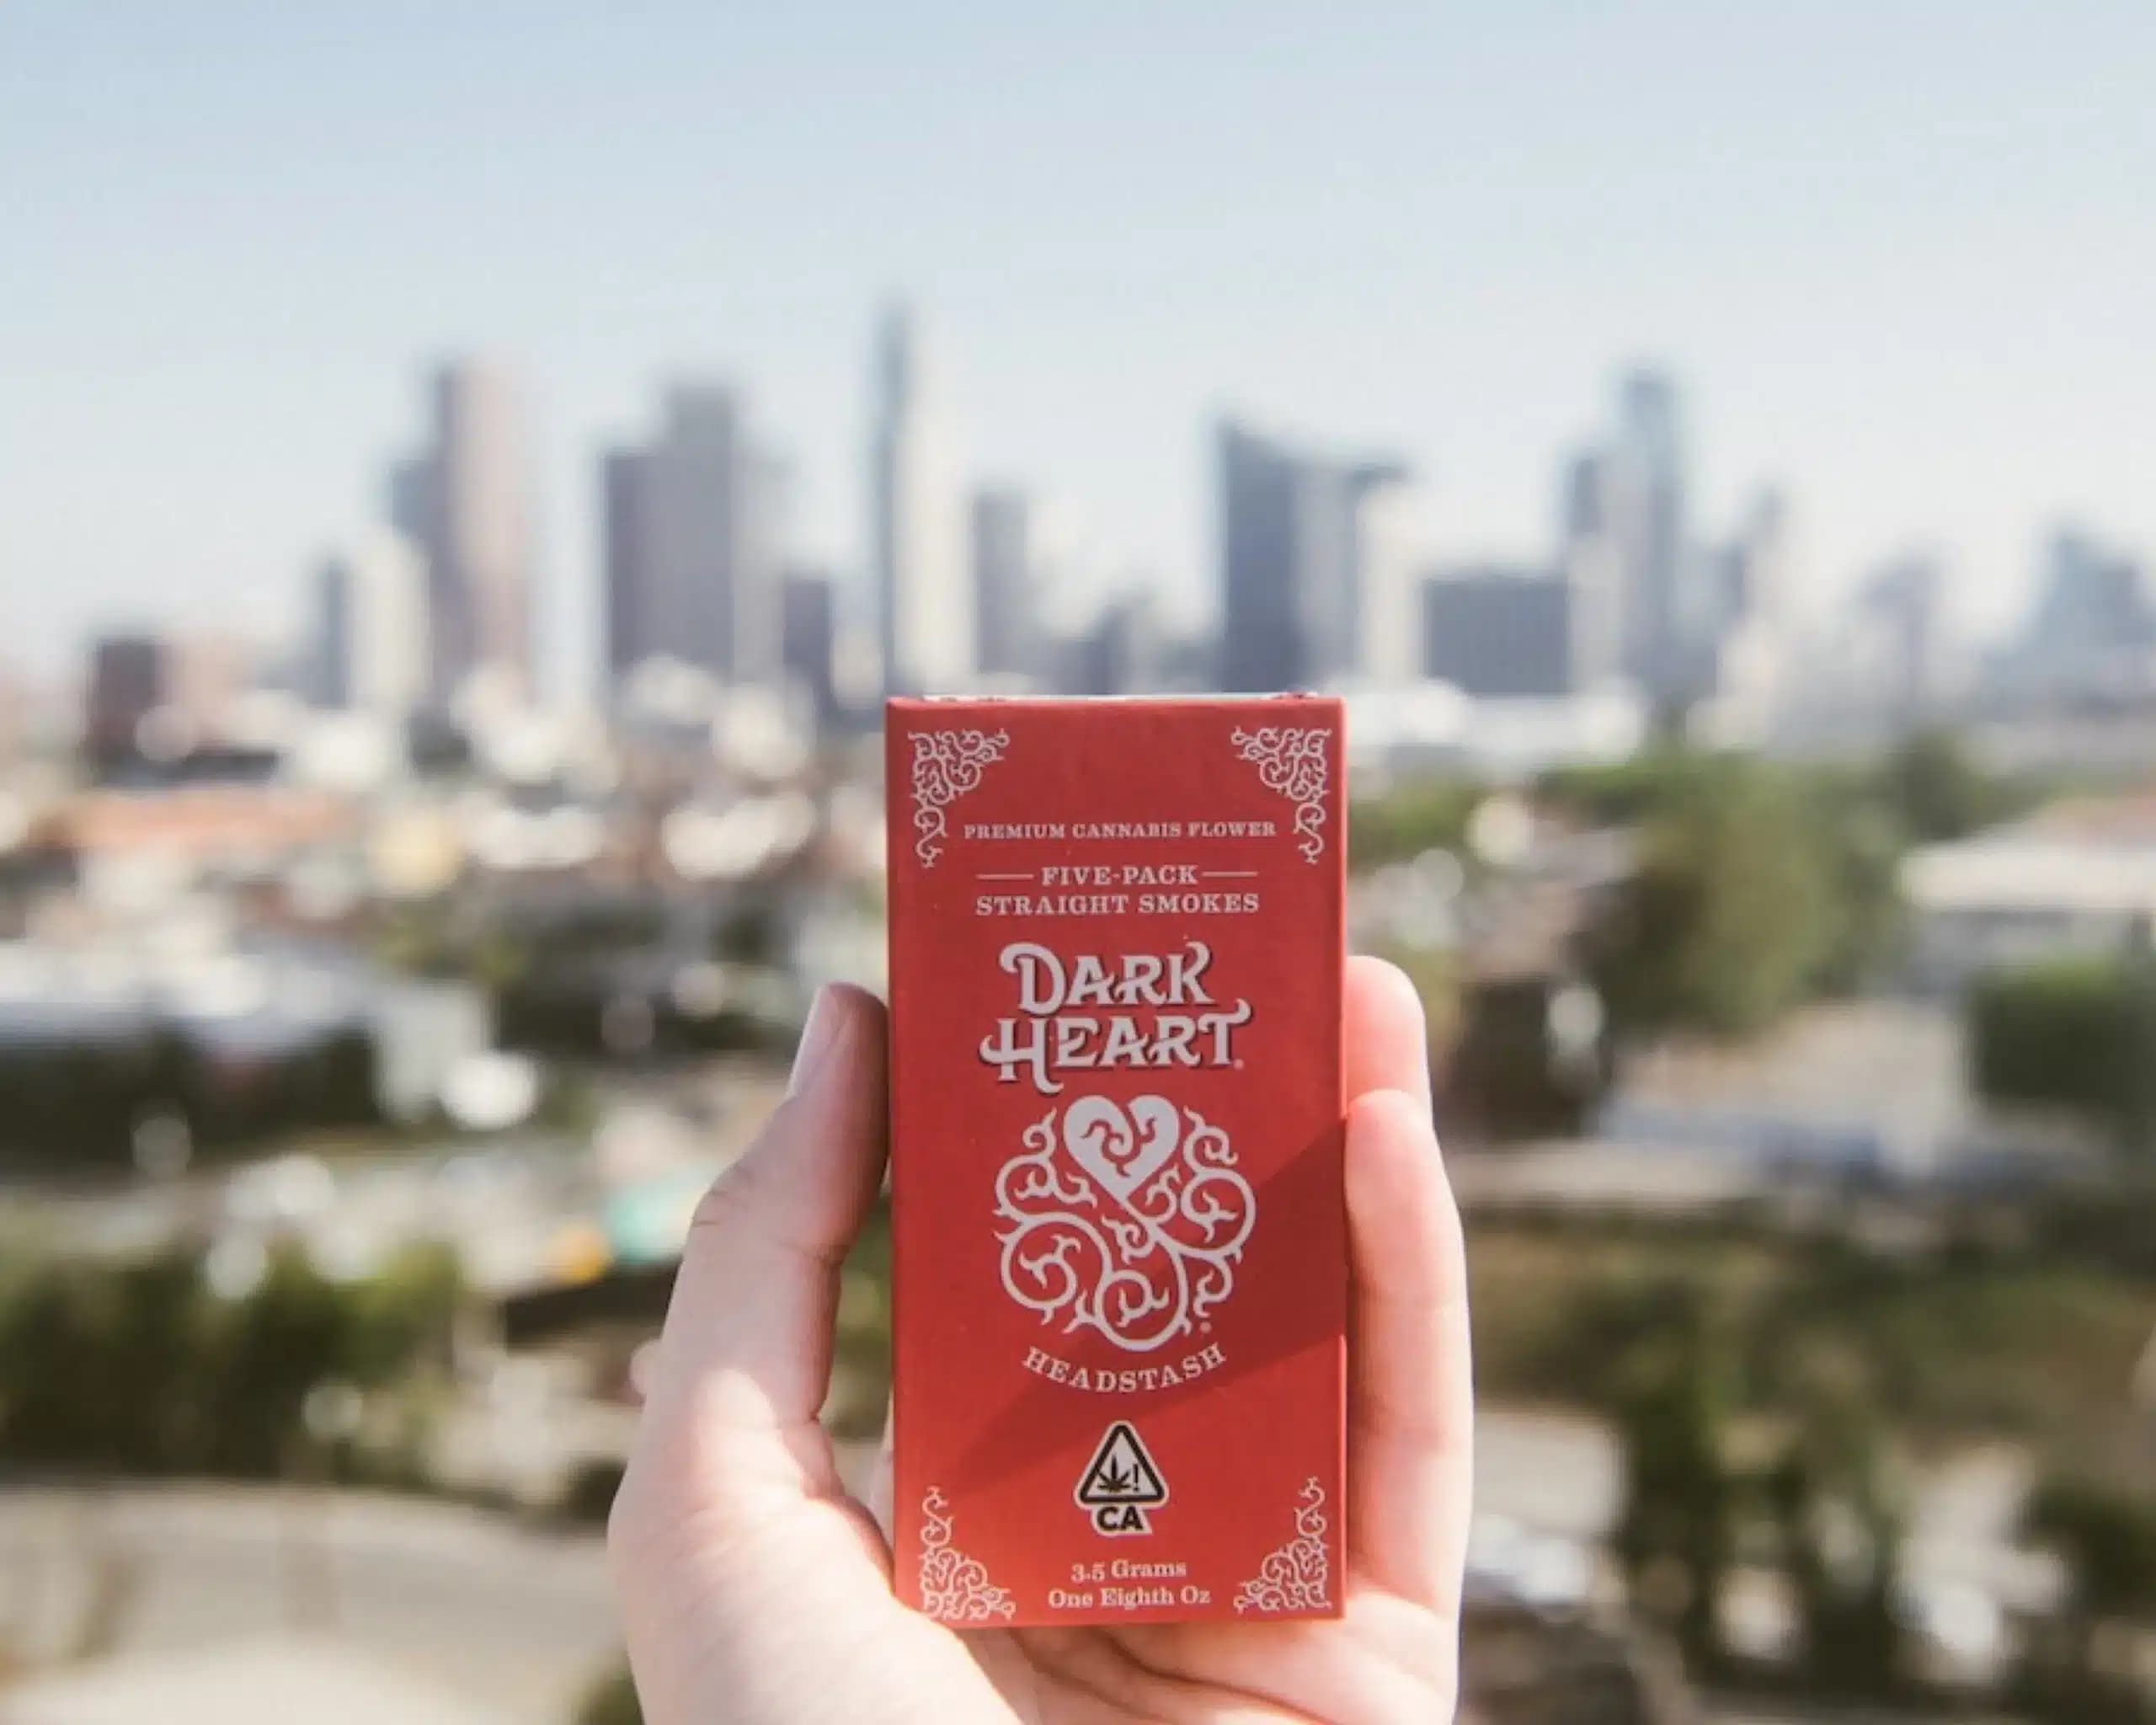 PREMIUM CANNABIS FLOWER
FIVE-PACK
STRAIGHT SMOKES
DARK
HEART
HEADSTASH
CA
3.5 Grams
One Eighth Oz